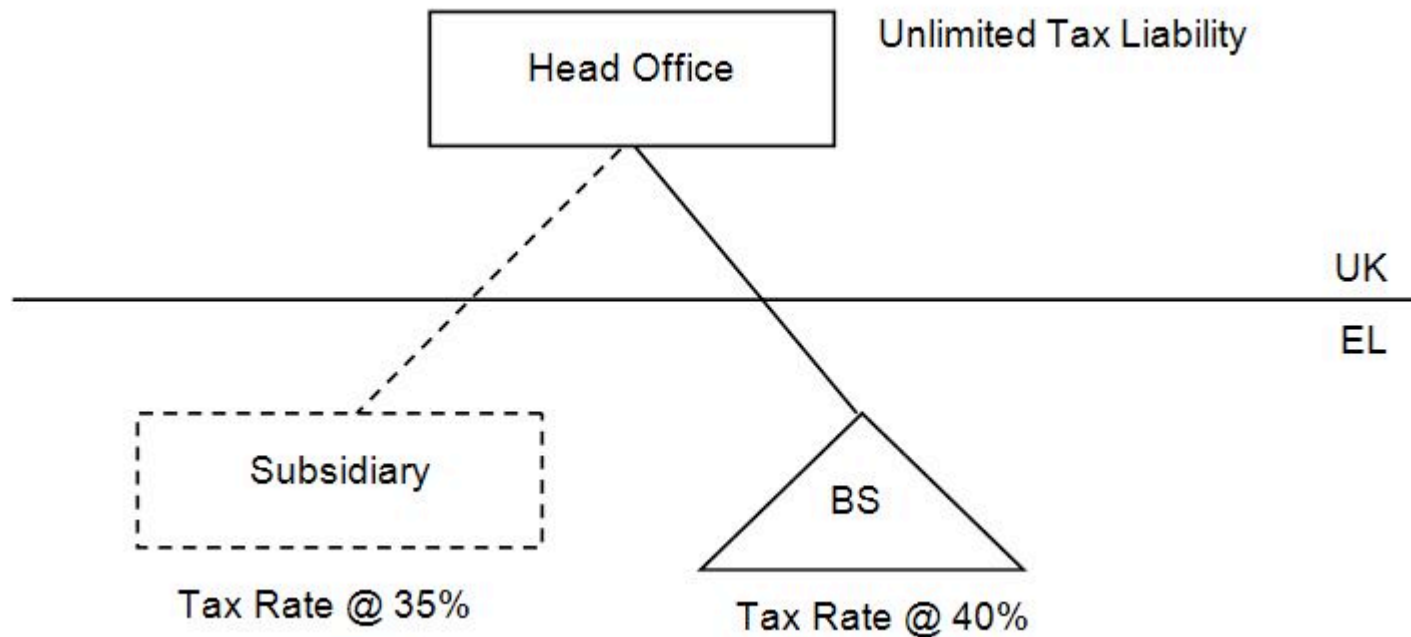 Head Office
Unlimited Tax Liability
UK
EL
Subsidiary
BS
Tax Rate @ 35%
Tax Rate @ 40%